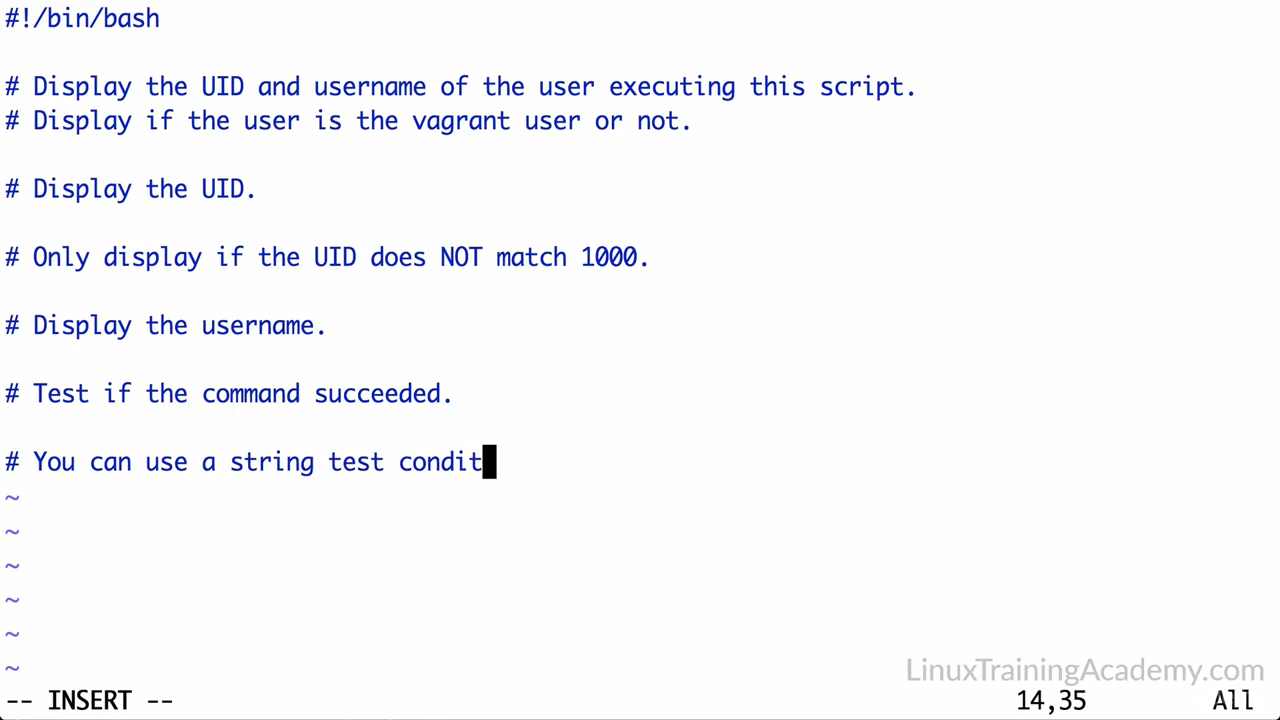 #!/bin/bash
# Display the UID and username of the user executing this script.
# Display if the user is the vagrant user or not.
# Display the UID.
# Only display if the UID does NOT match 1000.
# Display the username.
# Test if the command succeeded.
# You can use a string test condit
~
~
~
~
~
~
LinuxTrainingAcademy.com
-- INSERT -- 14,35 All